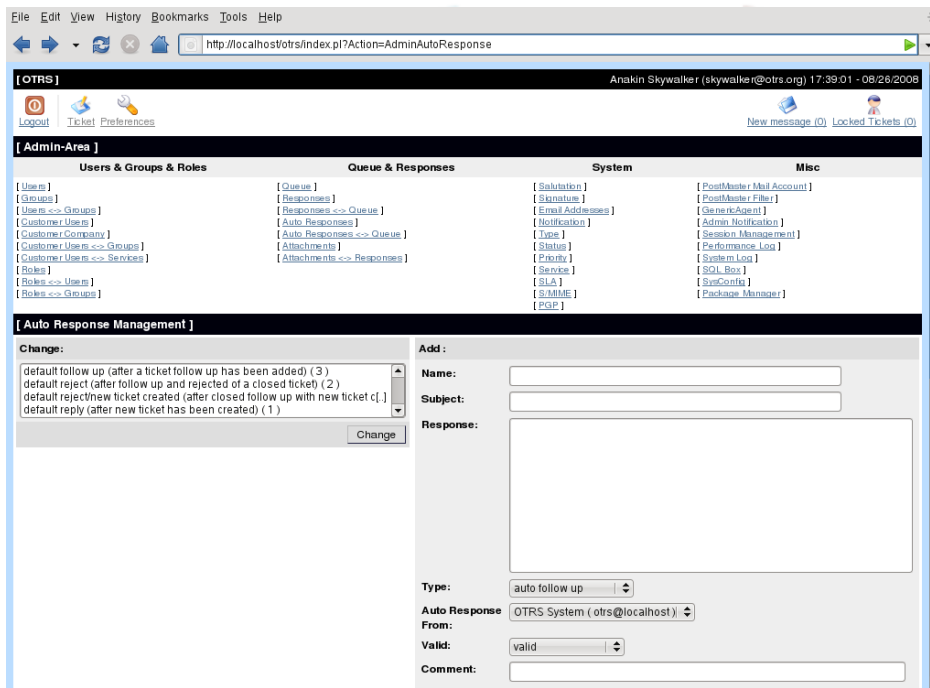 File Edit View History Bookmarks Tools Help
http://localhost/otrs/index.pl?Action=AdminAutoResponse
[ OTRS ] Anakin Skywalker (skywalker@otrs.org) 17:39:01 - 08/26/2008
Logout Ticket Preferences New message (0) Locked Tickets (0)
[ Admin-Area ]
Users & Groups & Roles Queue & Responses System Misc
[ Users ] [ Queue ] [ Salutation ] [ PostMaster Mail Account ]
[ Groups ] [ Responses ] [ Signature ] [ PostMaster Filter ]
[ Users <-> Groups ] [ Responses <-> Queue ] [ Email Addresses ] [ GenericAgent ]
[ Customer Users ] [ Auto Responses ] [ Notification ] [ Admin Notification ]
[ Customer Company ] [ Auto Responses <-> Queue ] [ Type ] [ Session Management ]
[ Customer Users <-> Groups ] [ Attachments ] [ Status ] [ Performance Log ]
[ Customer Users <-> Services ] [ Attachments <-> Responses ] [ Priority ] [ System Log ]
[ Roles ] [ Service ] [ SQL Box ]
[ Roles <-> Users ] [ SLA ] [ SysConfig ]
[ Roles <-> Groups ] [ S/MIME ] [ Package Manager ]
[ PGP ]
[ Auto Response Management ]
Change: Add :
default follow up (after a ticket follow up has been added) ( 3 )
default reject (after follow up and rejected of a closed ticket) ( 2 )
default reject/new ticket created (after closed follow up with new ticket c[..]
default reply (after new ticket has been created) ( 1 )
Change
Name:
Subject:
Response:
Type: auto follow up
Auto Response From: OTRS System ( otrs@localhost )
Valid: valid
Comment: